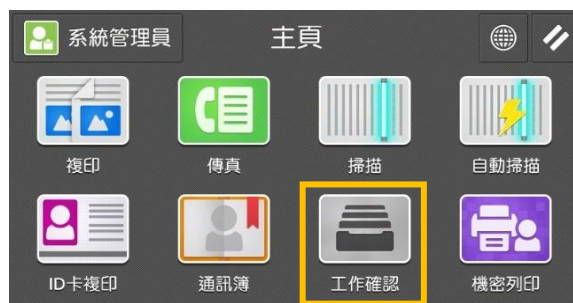 系統管理員
主頁
複印
傳真
掃描
自動掃描
ID卡複印
通訊簿
工作確認
機密列印